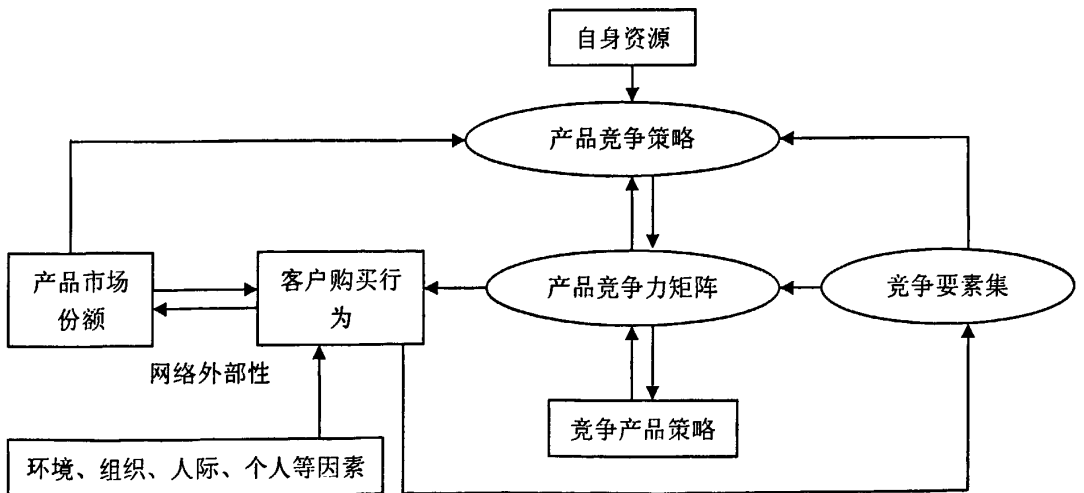 自身资源
产品竞争策略
产品市场
份额
客户购买行
为
产品竞争力矩阵
竞争要素集
网络外部性
竞争产品策略
环境、组织、人际、个人等因素